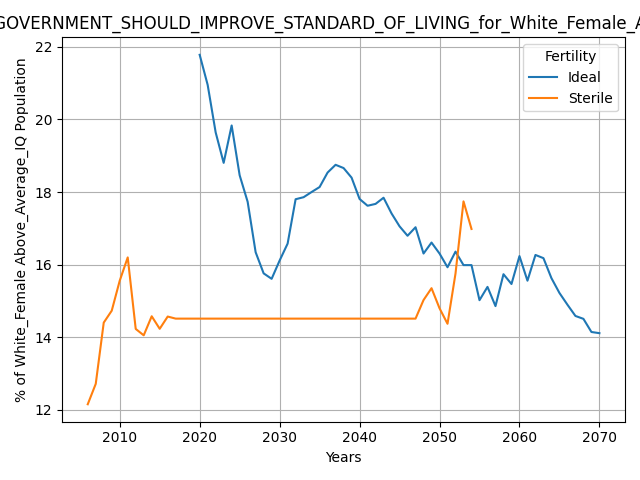 GOVERNMENT_SHOULD_IMPROVE_STANDARD_OF_LIVING_for_White_Female_A
Fertility
Ideal
Sterile
% of White_Female Above_Average_IQ Population
22
20
18
16
14
12
2010 2020 2030 2040 2050 2060 2070
Years